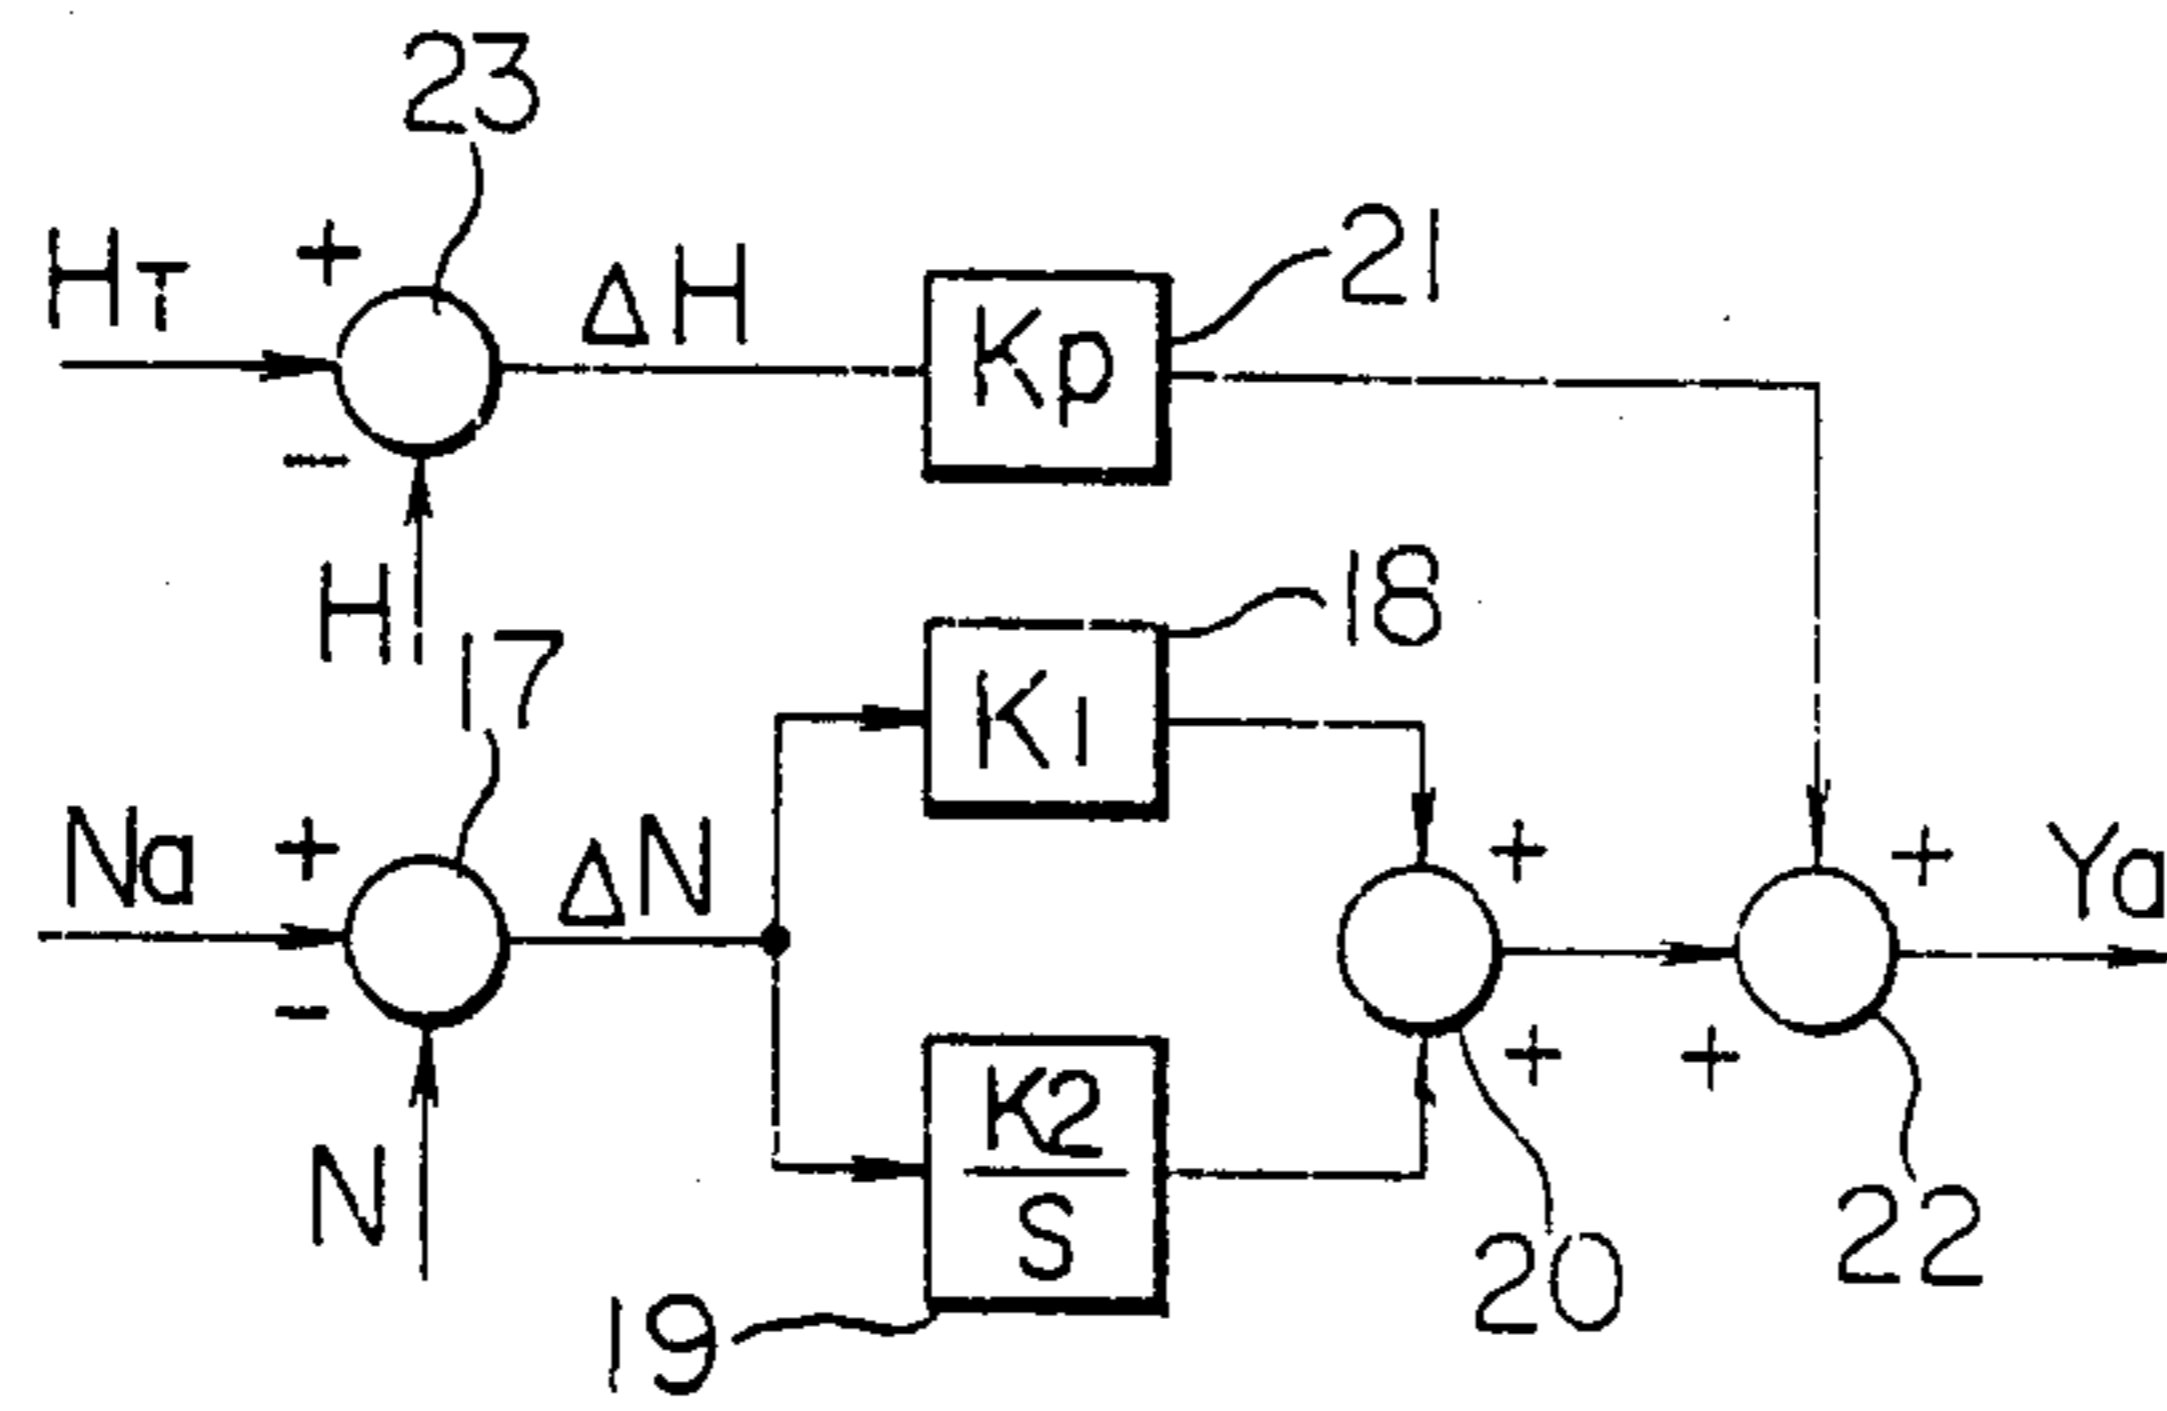 23
HT + ΔH Kp 21
−
H
17
K1 18
Na + ΔN
+ + Ya
−
N
K2
S
+ +
19
20
22